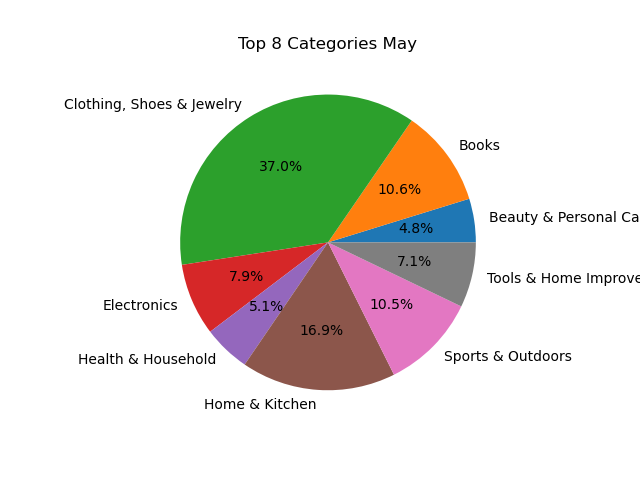 Top 8 Categories May
Clothing, Shoes & Jewelry
37.0%
Books
10.6%
Beauty & Personal Ca
4.8%
7.1%
Tools & Home Improve
7.9%
Electronics
5.1%
Health & Household
16.9%
Home & Kitchen
10.5%
Sports & Outdoors